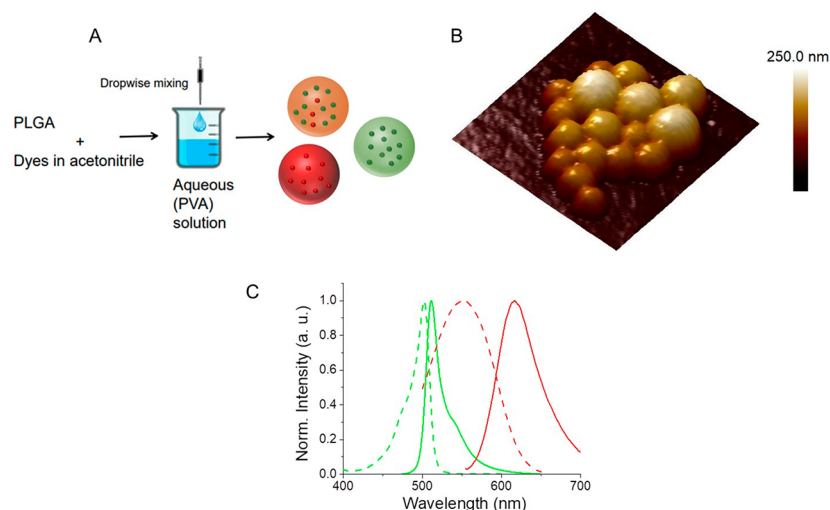 A
Dropwise mixing
PLGA
+
Dyes in acetonitrile
Aqueous
(PVA)
solution
B
250.0 nm
C
Norm. Intensity (a. u.)
1.0
0.8
0.6
0.4
0.2
0.0
400
500
600
700
Wavelength (nm)